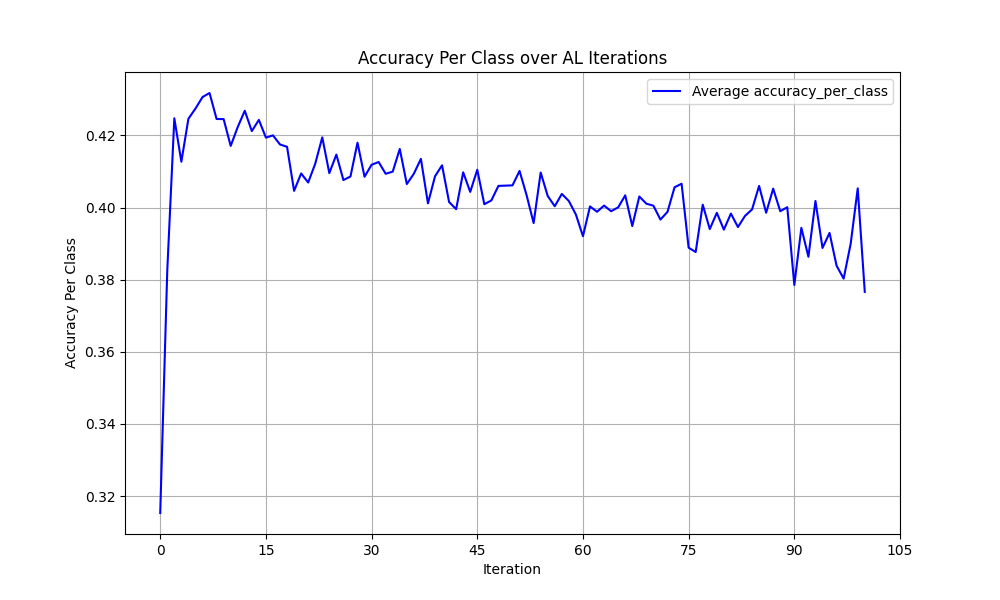 Accuracy Per Class over AL Iterations
Average accuracy_per_class
Accuracy Per Class
0.42
0.40
0.38
0.36
0.34
0.32
0 15 30 45 60 75 90 105
Iteration